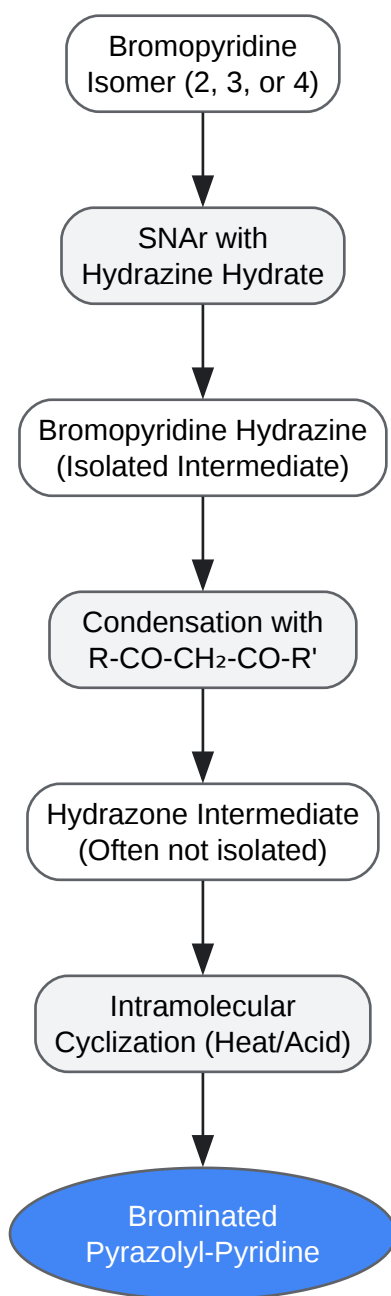 Bromopyridine
Isomer (2, 3, or 4)
SNAr with
Hydrazine Hydrate
Bromopyridine Hydrazine
(Isolated Intermediate)
Condensation with
R-CO-CH₂-CO-R'
Hydrazone Intermediate
(Often not isolated)
Intramolecular
Cyclization (Heat/Acid)
Brominated
Pyrazolyl-Pyridine